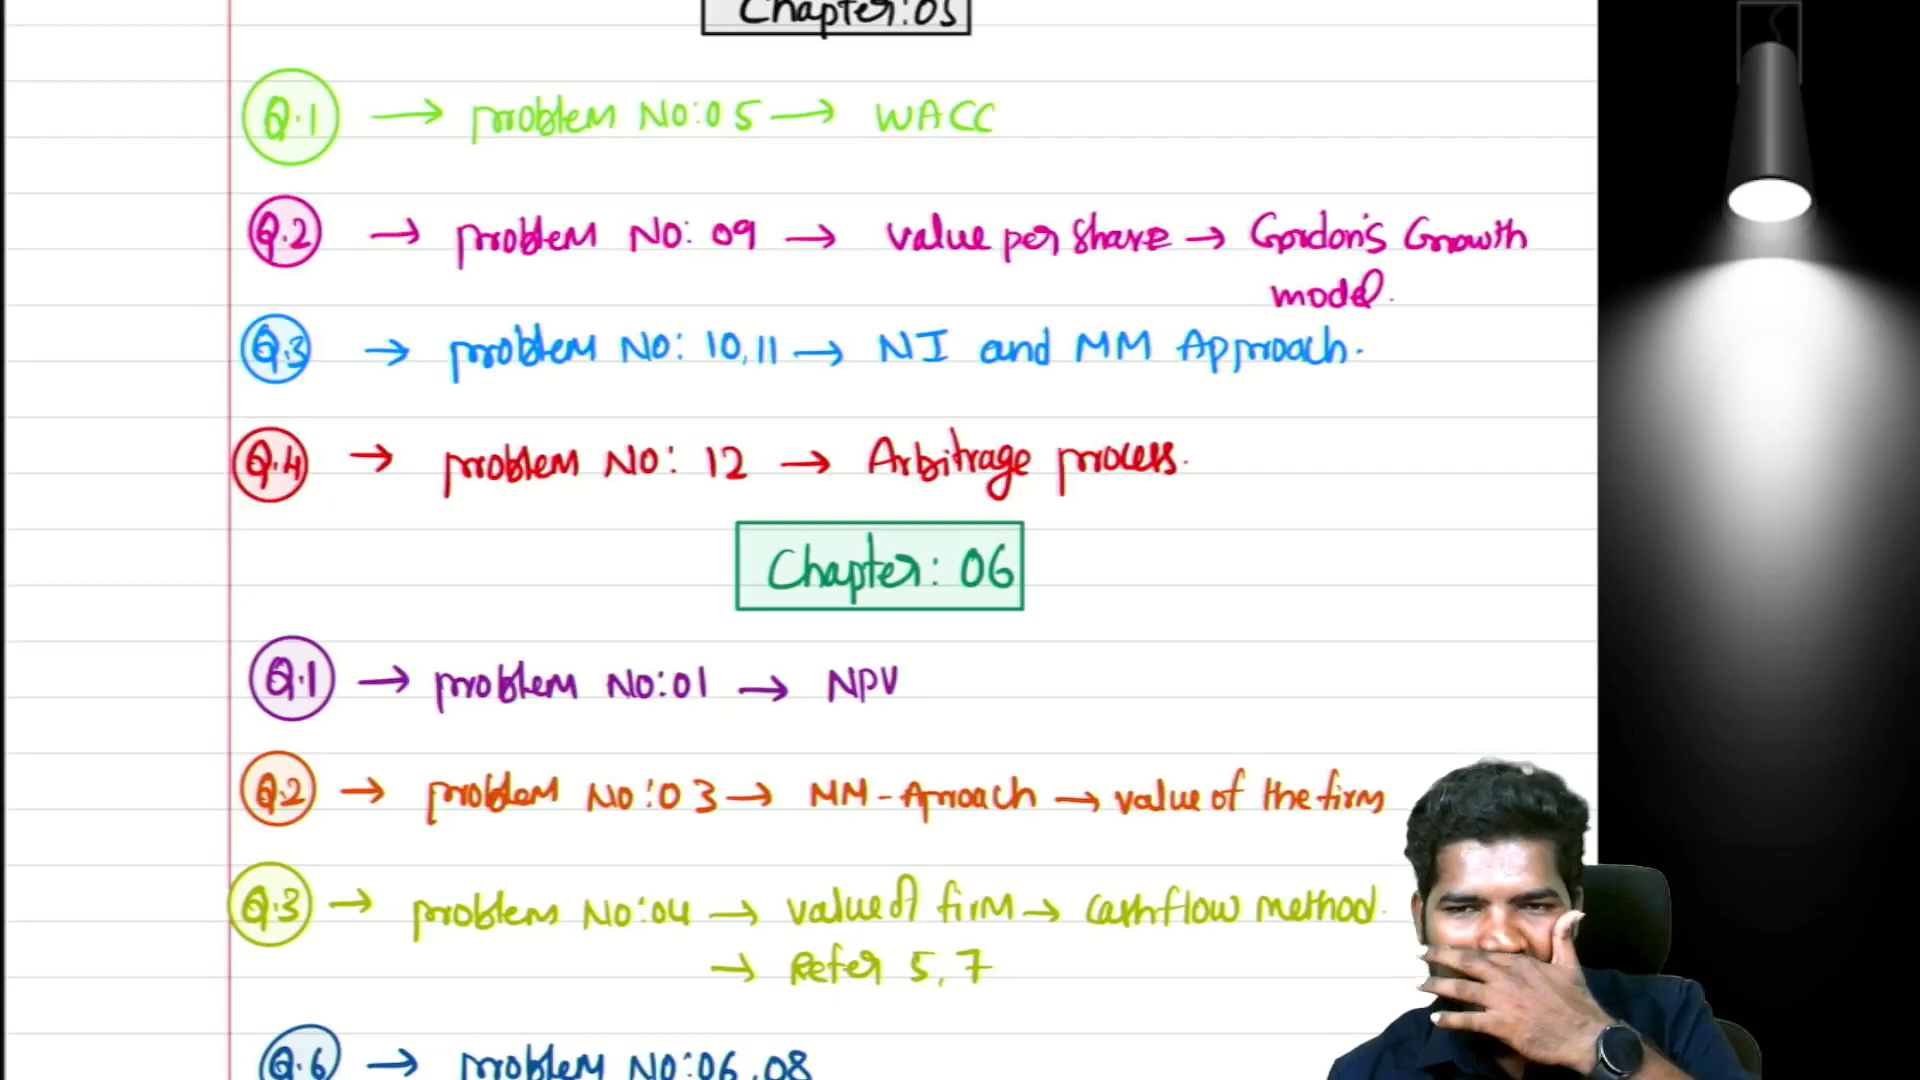 Chapter:05
Q.1 → problem No:05 → WACC
Q.2 → problem No: 09 → value per share → Gordon's Growth
model.
Q.3 → problem No: 10,11 → NI and MM Approach.
Q.4 → problem No: 12 → Arbitrage process.
Chapter: 06
Q.1 → problem No:01 → NPV
Q.2 → problem No:03 → MM-Aproach → value of the firm
Q.3 → problem No:04 → value of firm → cashflow method.
→ Refer 5,7
Q.6 → problem No:06,08